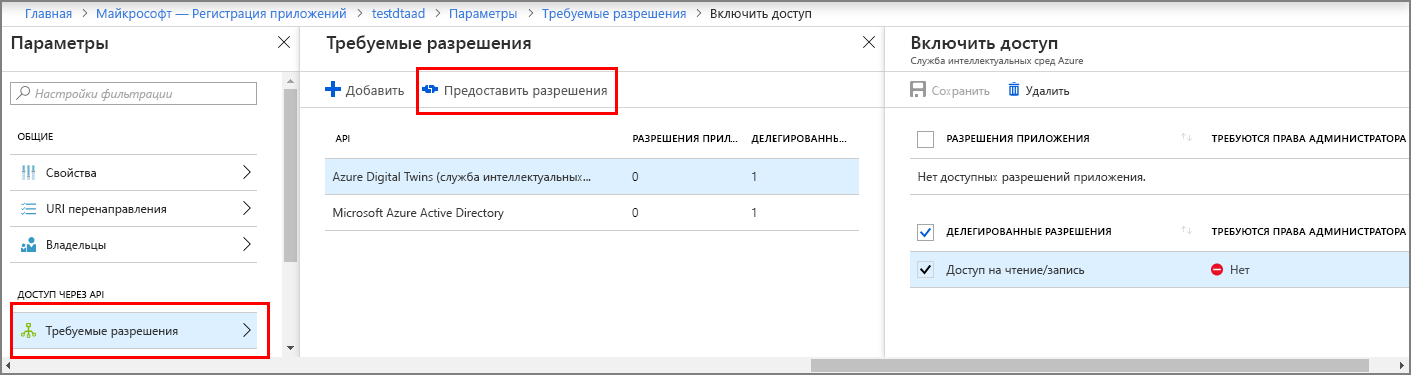 Главная > Майкрософт — Регистрация приложений > testdtaad > Параметры > Требуемые разрешения > Включить доступ
Параметры
Настройки фильтрации
ОБЩИЕ
Свойства
URI перенаправления
Владельцы
ДОСТУП ЧЕРЕЗ API
Требуемые разрешения
Требуемые разрешения
Добавить
Предоставить разрешения
API РАЗРЕШЕНИЯ ПРИЛ... ДЕЛЕГИРОВАННЫ...
Azure Digital Twins (служба интеллектуальных... 0 1
Microsoft Azure Active Directory 0 1
Включить доступ
Служба интеллектуальных сред Azure
Сохранить Удалить
РАЗРЕШЕНИЯ ПРИЛОЖЕНИЯ ТРЕБУЮТСЯ ПРАВА АДМИНИСТРАТОРА
Нет доступных разрешений приложения.
ДЕЛЕГИРОВАННЫЕ РАЗРЕШЕНИЯ ТРЕБУЮТСЯ ПРАВА АДМИНИСТРАТОРА
Доступ на чтение/запись Нет